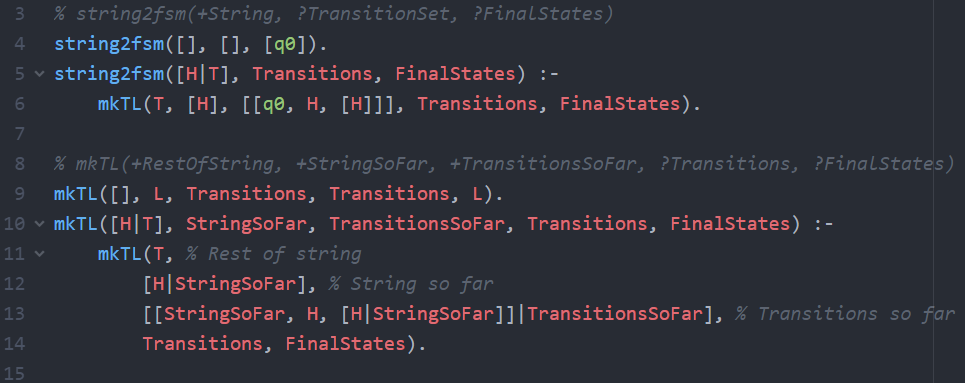 3 % string2fsm(+String, ?TransitionSet, ?FinalStates)
4 string2fsm([], [], [q0]).
5 string2fsm([H|T], Transitions, FinalStates) :-
6 mkTL(T, [H], [[q0, H, [H]]], Transitions, FinalStates).
7
8 % mkTL(+RestOfString, +StringSoFar, +TransitionsSoFar, ?Transitions, ?FinalStates)
9 mkTL([], L, Transitions, Transitions, L).
10 mkTL([H|T], StringSoFar, TransitionsSoFar, Transitions, FinalStates) :-
11 mkTL(T, % Rest of string
12 [H|StringSoFar], % String so far
13 [[StringSoFar, H, [H|StringSoFar]]|TransitionsSoFar], % Transitions so far
14 Transitions, FinalStates).
15